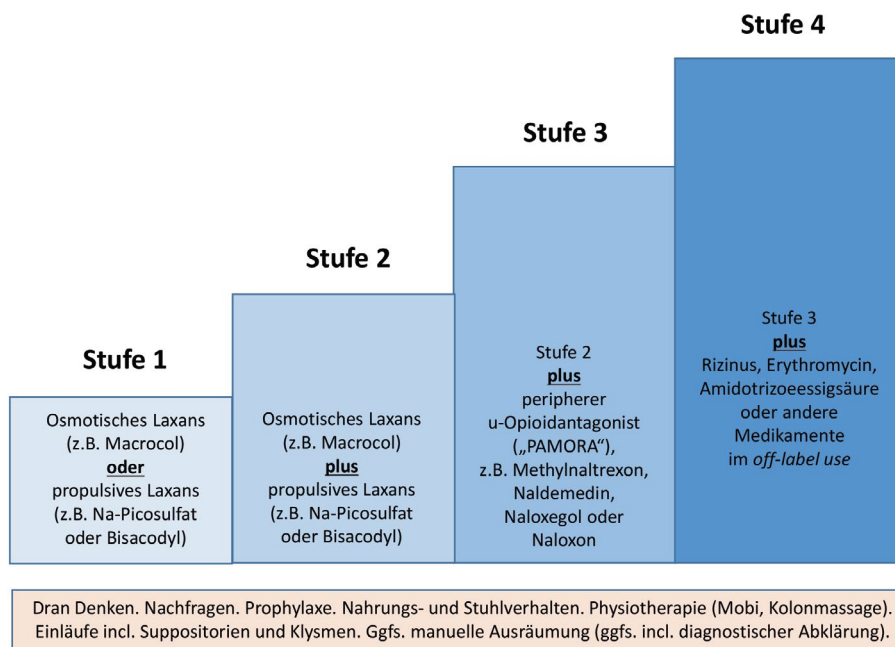 Stufe 1
Osmotisches Laxans
(z.B. Macrocol)
oder
propulsives Laxans
(z.B. Na-Picosulfat
oder Bisacodyl)
Stufe 2
Osmotisches Laxans
(z.B. Macrocol)
plus
propulsives Laxans
(z.B. Na-Picosulfat
oder Bisacodyl)
Stufe 3
Stufe 2
plus
peripherer
u-Opioidantagonist
(„PAMORA“),
z.B. Methylnaltrexon,
Naldemedin,
Naloxegol oder
Naloxon
Stufe 4
Stufe 3
plus
Rizinus, Erythromycin,
Amidotrizoeessigsäure
oder andere
Medikamente
im off-label use
Dran Denken. Nachfragen. Prophylaxe. Nahrungs- und Stuhlverhalten. Physiotherapie (Mobi, Kolonmassage).
Einläufe incl. Suppositorien und Klysmen. Ggfs. manuelle Ausräumung (ggfs. incl. diagnostischer Abklärung).